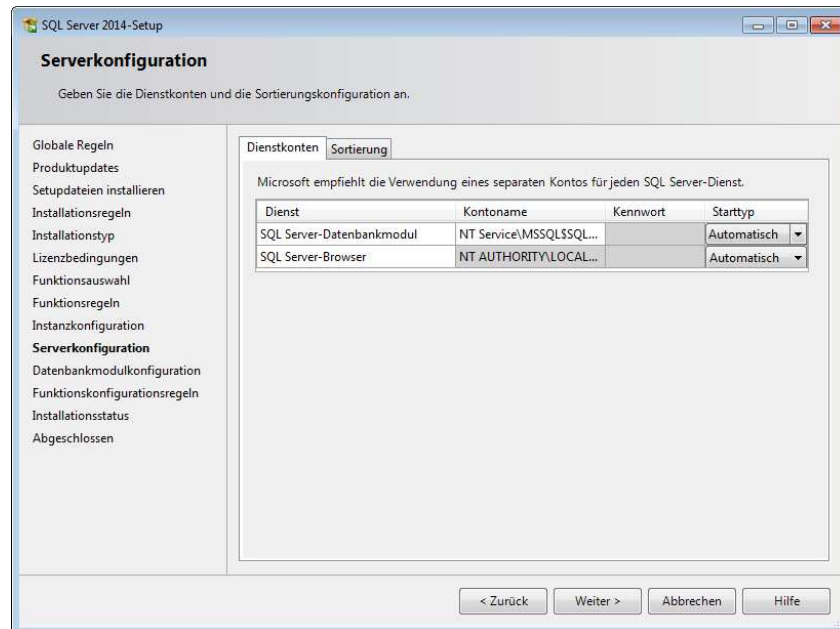 SQL Server 2014-Setup
Serverkonfiguration
Geben Sie die Dienstkonten und die Sortierungskonfiguration an.
Globale Regeln
Produktupdates
Setupdateien installieren
Installationsregeln
Installationstyp
Lizenzbedingungen
Funktionsauswahl
Funktionsregeln
Instanzkonfiguration
Serverkonfiguration
Datenbankmodulkonfiguration
Funktionskonfigurationsregeln
Installationsstatus
Abgeschlossen
Dienstkonten Sortierung
Microsoft empfiehlt die Verwendung eines separaten Kontos für jeden SQL Server-Dienst.
Dienst Kontoname Kennwort Starttyp
SQL Server-Datenbankmodul NT Service\MSSQL$SQL... Automatisch
SQL Server-Browser NT AUTHORITY\LOCAL... Automatisch
< Zurück Weiter > Abbrechen Hilfe